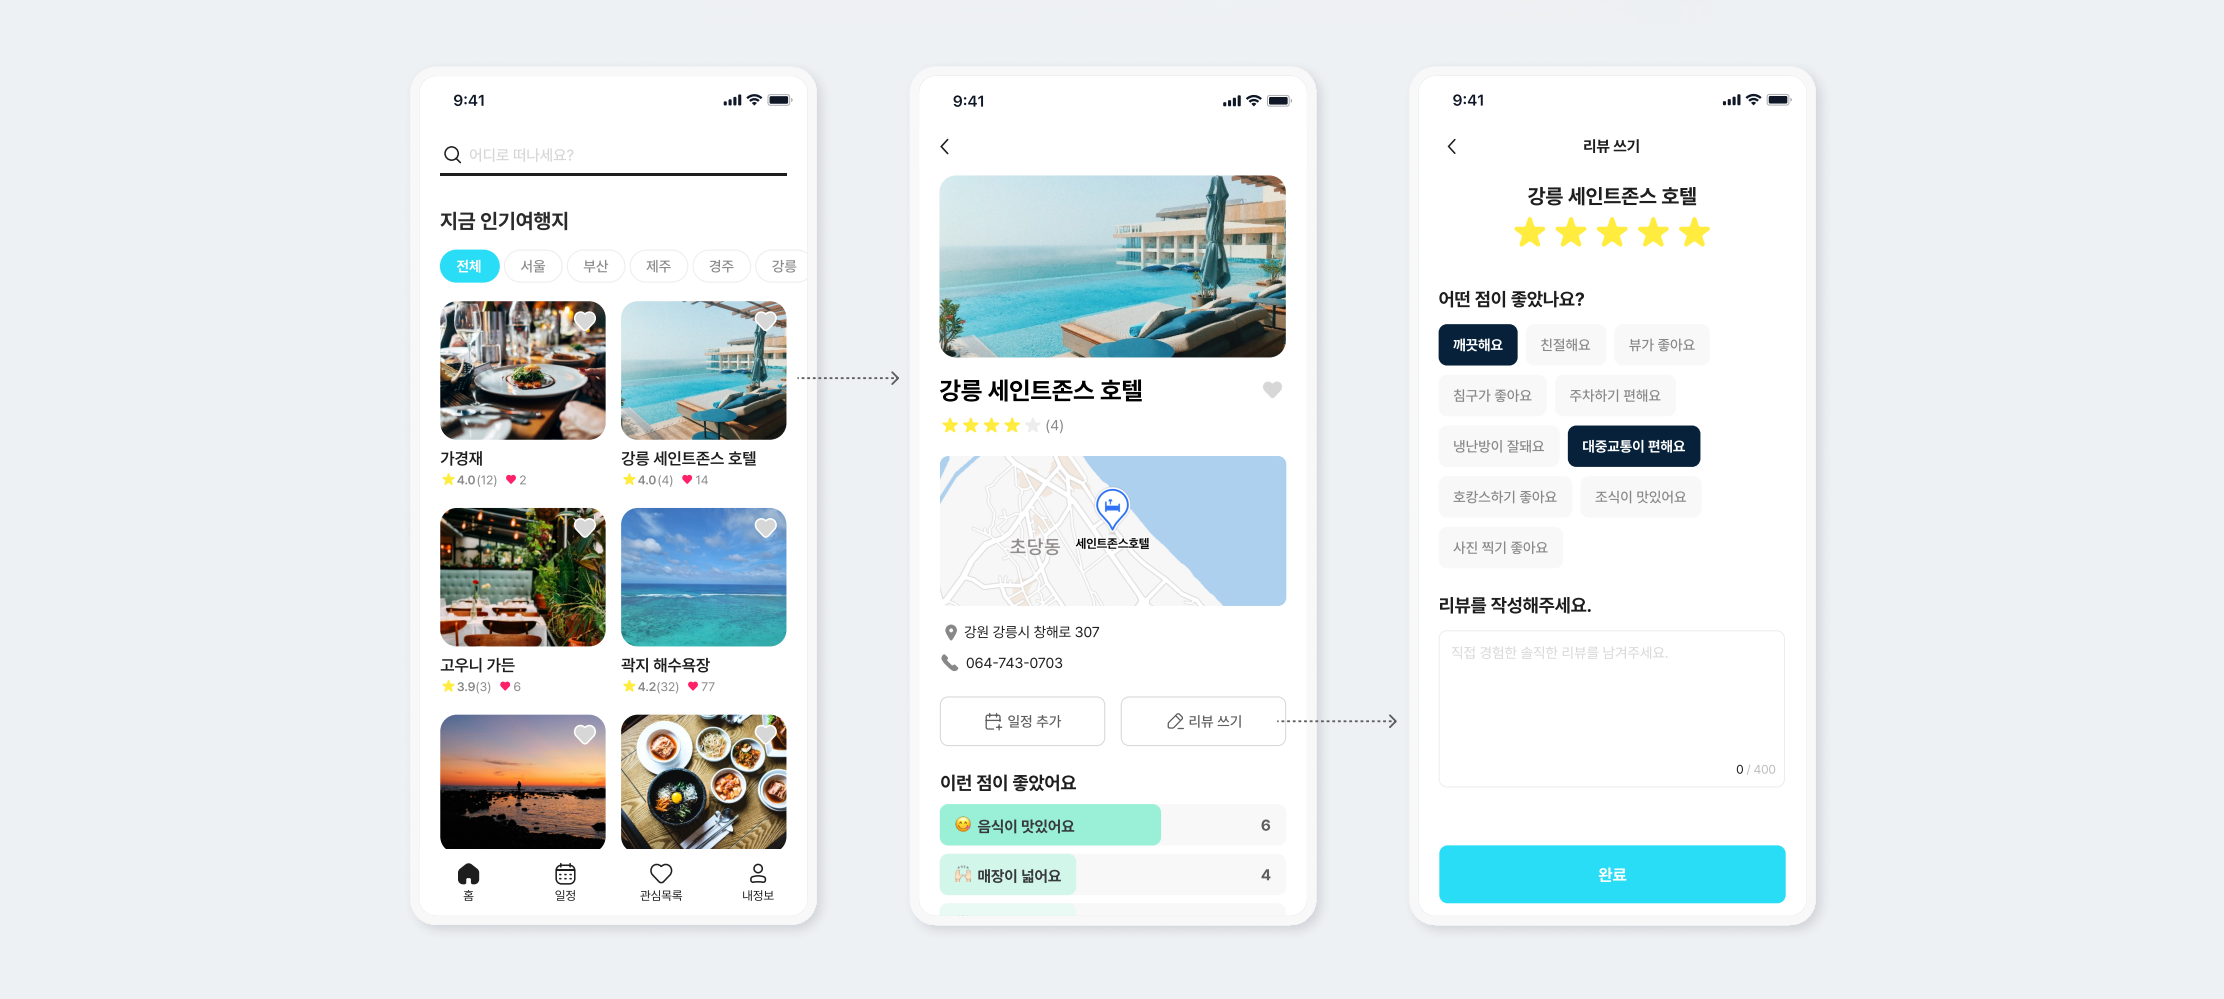 9:41
어디로 떠나세요?
지금 인기여행지
전체 서울 부산 제주 경주 강릉
가경재
4.0(12) 2
강릉 세인트존스 호텔
4.0(4) 14
고우니 가든
3.9(3) 6
곽지 해수욕장
4.2(32) 77
홈 일정 관심목록 내정보
9:41
강릉 세인트존스 호텔
(4)
초당동
세인트존스호텔
강원 강릉시 창해로 307
064-743-0703
일정 추가
리뷰 쓰기
이런 점이 좋았어요
음식이 맛있어요 6
매장이 넓어요 4
9:41
리뷰 쓰기
강릉 세인트존스 호텔
어떤 점이 좋았나요?
깨끗해요 친절해요 뷰가 좋아요
침구가 좋아요 주차하기 편해요
냉난방이 잘돼요 대중교통이 편해요
호캉스하기 좋아요 조식이 맛있어요
사진 찍기 좋아요
리뷰를 작성해주세요.
직접 경험한 솔직한 리뷰를 남겨주세요.
0 / 400
완료